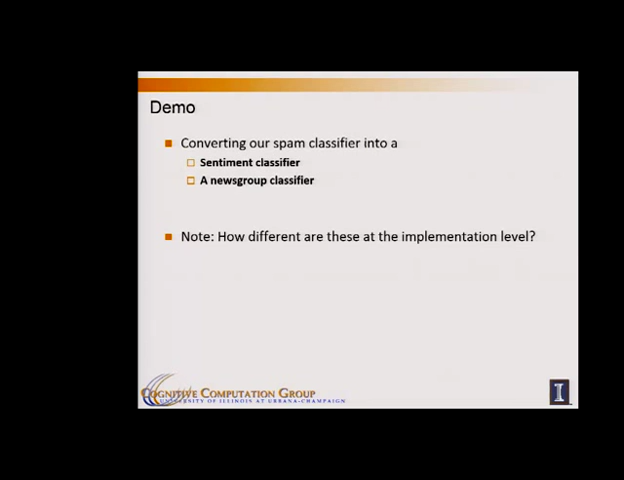 Demo
Converting our spam classifier into a
Sentiment classifier
A newsgroup classifier
Note: How different are these at the implementation level?
COGNITIVE COMPUTATION GROUP
UNIVERSITY OF ILLINOIS AT URBANA-CHAMPAIGN
I